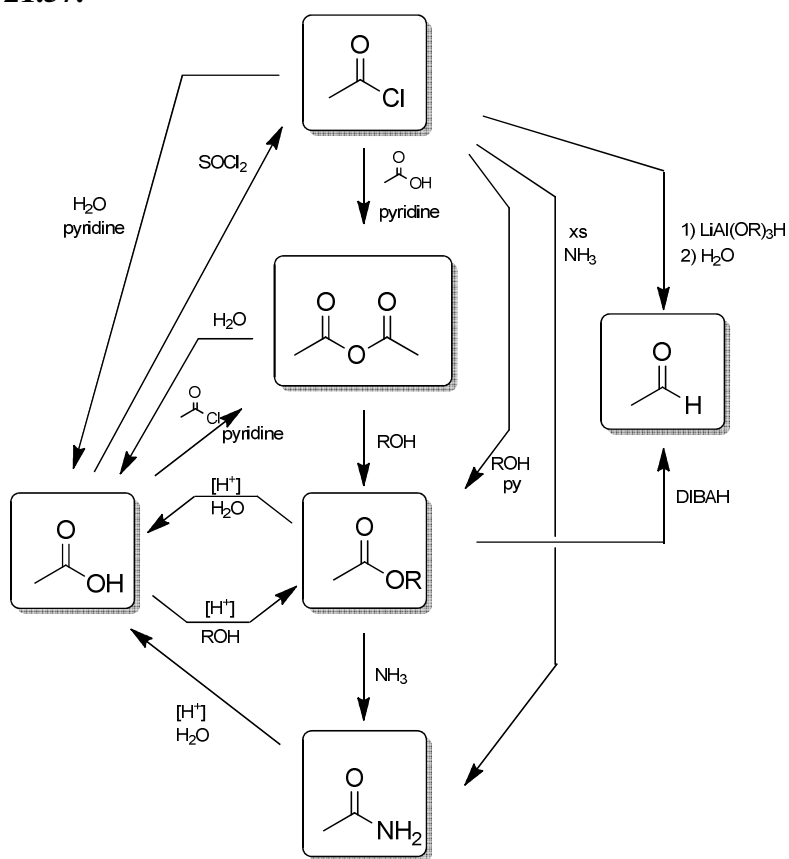 21.37.
O
Cl
SOCl₂
O
OH
pyridine
H₂O
pyridine
xs
NH₃
1) LiAl(OR)₃H
2) H₂O
O O
O
H₂O
O
Cl
pyridine
O
H
ROH
ROH
py
[H⁺]
H₂O
DIBAH
O
OH
O
OR
[H⁺]
ROH
NH₃
[H⁺]
H₂O
O
NH₂